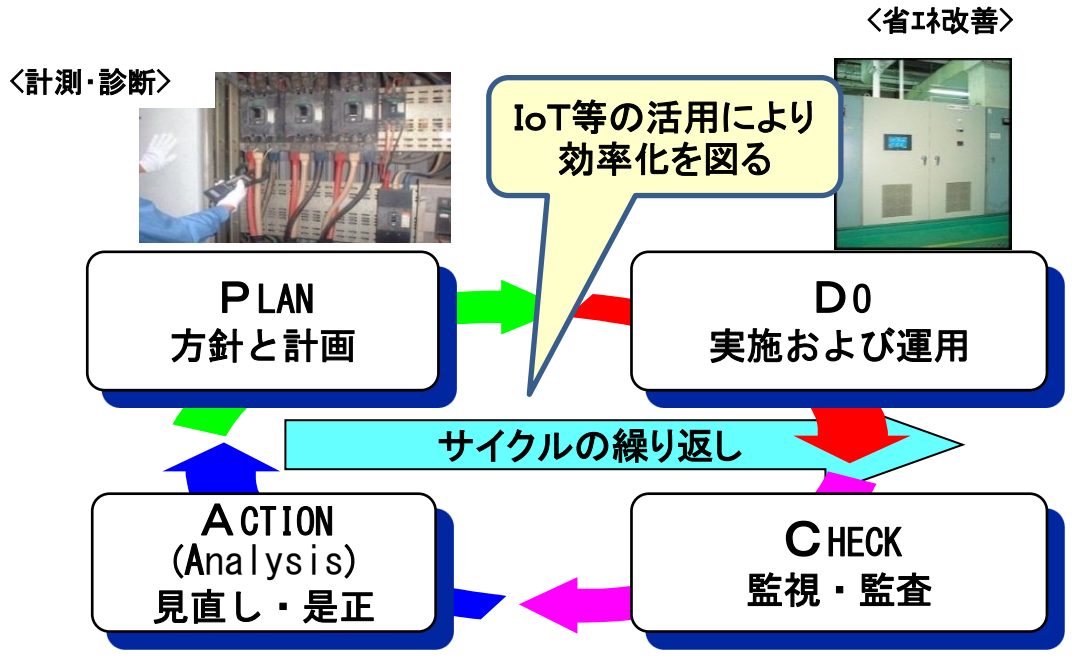 <省ｴﾈ改善>
<計測・診断>
IoT等の活用により
効率化を図る
PLAN
方針と計画
DO
実施および運用
サイクルの繰り返し
ACTION
(Analysis)
見直し・是正
CHECK
監視・監査